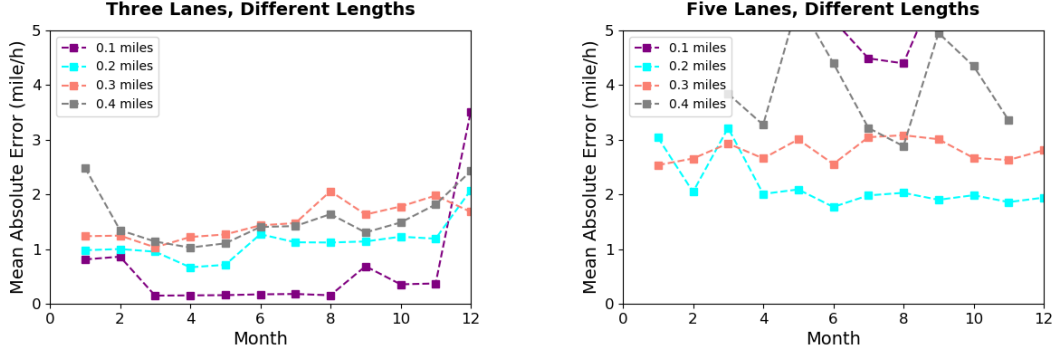 Three Lanes, Different Lengths
Mean Absolute Error (mile/h)
5
4
3
2
1
0
0.1 miles
0.2 miles
0.3 miles
0.4 miles
0 2 4 6 8 10 12
Month
Five Lanes, Different Lengths
Mean Absolute Error (mile/h)
5
4
3
2
1
0
0.1 miles
0.2 miles
0.3 miles
0.4 miles
0 2 4 6 8 10 12
Month